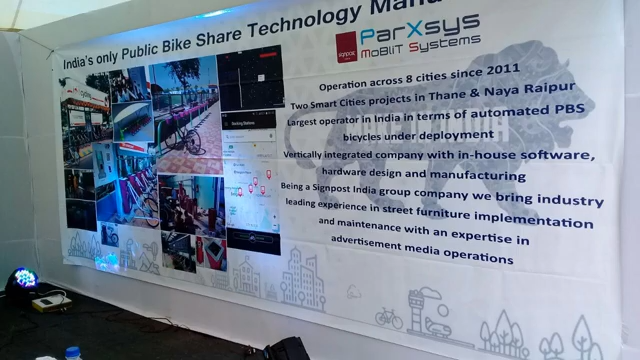 India's only Public Bike Share Technology Manu
ParXsys
MoBliT Systems
SIGNPOST
INDIA
Operation across 8 cities since 2011
Two Smart Cities projects in Thane & Naya Raipur
Largest operator in India in terms of automated PBS
bicycles under deployment
Vertically integrated company with in-house software,
hardware design and manufacturing
Being a Signpost India group company we bring industry
leading experience in street furniture implementation
and maintenance with an expertise in
advertisement media operations